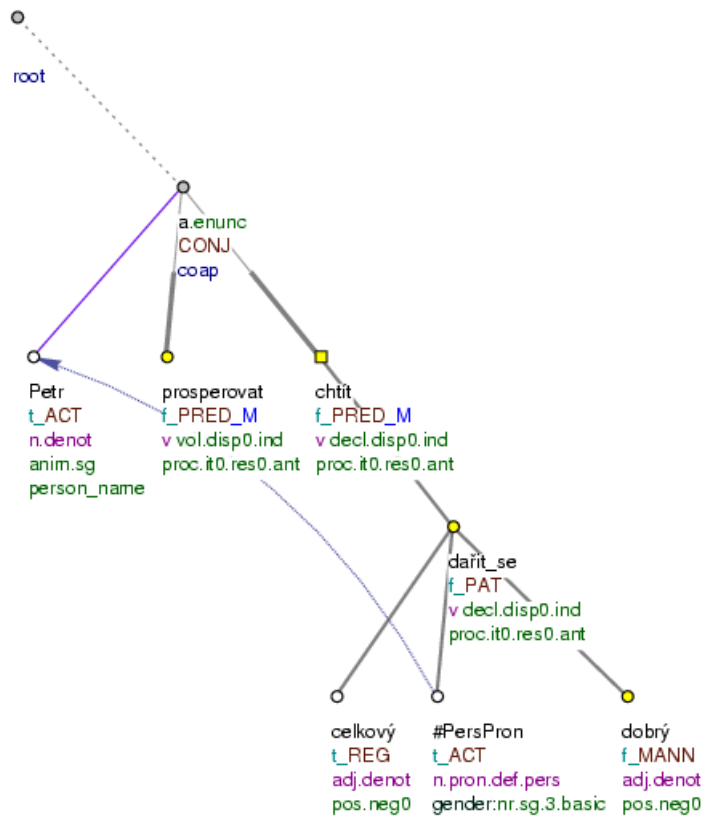 root
a.enunc
CONJ
coap
Petr
t_ACT
n.denot
anim.sg
person_name
prosperovat
f_PRED_M
v vol.disp0.ind
proc.it0.res0.ant
chtít
f_PRED_M
v decl.disp0.ind
proc.it0.res0.ant
dařit_se
f_PAT
v decl.disp0.ind
proc.it0.res0.ant
celkový
t_REG
adj.denot
pos.neg0
#PersPron
t_ACT
n.pron.def.pers
gender:nr.sg.3.basic
dobrý
f_MANN
adj.denot
pos.neg0